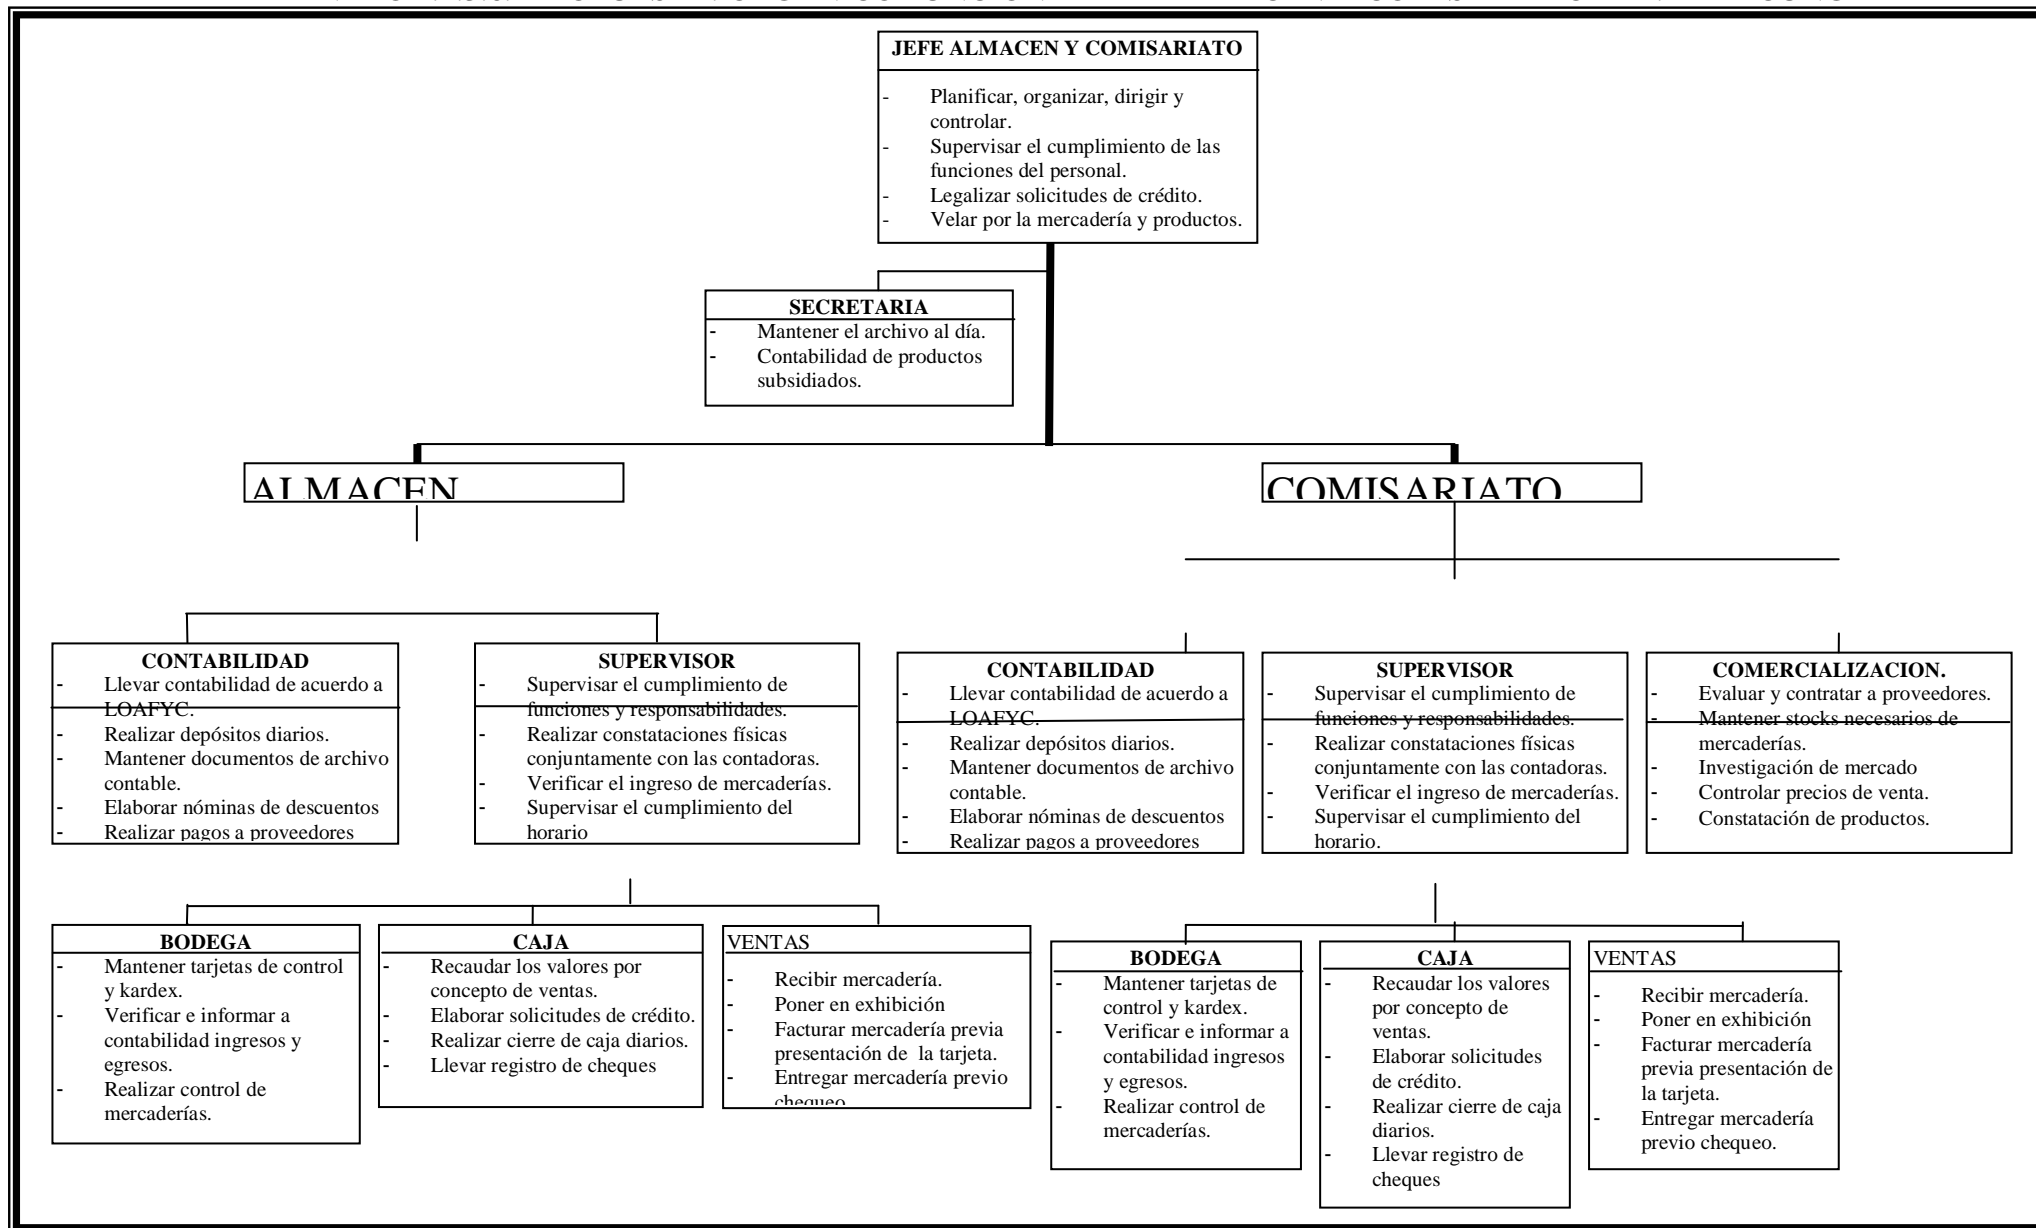 JEFE ALMACEN Y COMISARIATO
- Planificar, organizar, dirigir y
controlar.
- Supervisar el cumplimiento de las
funciones del personal.
- Legalizar solicitudes de crédito.
- Velar por la mercadería y productos.
SECRETARIA
- Mantener el archivo al día.
- Contabilidad de productos
subsidiados.
ALMACEN
COMISARIATO
CONTABILIDAD
- Llevar contabilidad de acuerdo a
LOAFYC.
- Realizar depósitos diarios.
- Mantener documentos de archivo
contable.
- Elaborar nóminas de descuentos
- Realizar pagos a proveedores
SUPERVISOR
- Supervisar el cumplimiento de
funciones y responsabilidades.
- Realizar constataciones físicas
conjuntamente con las contadoras.
- Verificar el ingreso de mercaderías.
- Supervisar el cumplimiento del
horario
CONTABILIDAD
- Llevar contabilidad de acuerdo a
LOAFYC.
- Realizar depósitos diarios.
- Mantener documentos de archivo
contable.
- Elaborar nóminas de descuentos
- Realizar pagos a proveedores
SUPERVISOR
- Supervisar el cumplimiento de
funciones y responsabilidades.
- Realizar constataciones físicas
conjuntamente con las contadoras.
- Verificar el ingreso de mercaderías.
- Supervisar el cumplimiento del
horario.
COMERCIALIZACION.
- Evaluar y contratar a proveedores.
- Mantener stocks necesarios de
mercaderías.
- Investigación de mercado
- Controlar precios de venta.
- Constatación de productos.
BODEGA
- Mantener tarjetas de control
y kardex.
- Verificar e informar a
contabilidad ingresos y
egresos.
- Realizar control de
mercaderías.
CAJA
- Recaudar los valores por
concepto de ventas.
- Elaborar solicitudes de crédito.
- Realizar cierre de caja diarios.
- Llevar registro de cheques
VENTAS
- Recibir mercadería.
- Poner en exhibición
- Facturar mercadería previa
presentación de la tarjeta.
- Entregar mercadería previo
chequeo
BODEGA
- Mantener tarjetas de
control y kardex.
- Verificar e informar a
contabilidad ingresos
y egresos.
- Realizar control de
mercaderías.
CAJA
- Recaudar los valores
por concepto de
ventas.
- Elaborar solicitudes
de crédito.
- Realizar cierre de caja
diarios.
- Llevar registro de
cheques
VENTAS
- Recibir mercadería.
- Poner en exhibición
- Facturar mercadería
previa presentación de
la tarjeta.
- Entregar mercadería
previo chequeo.